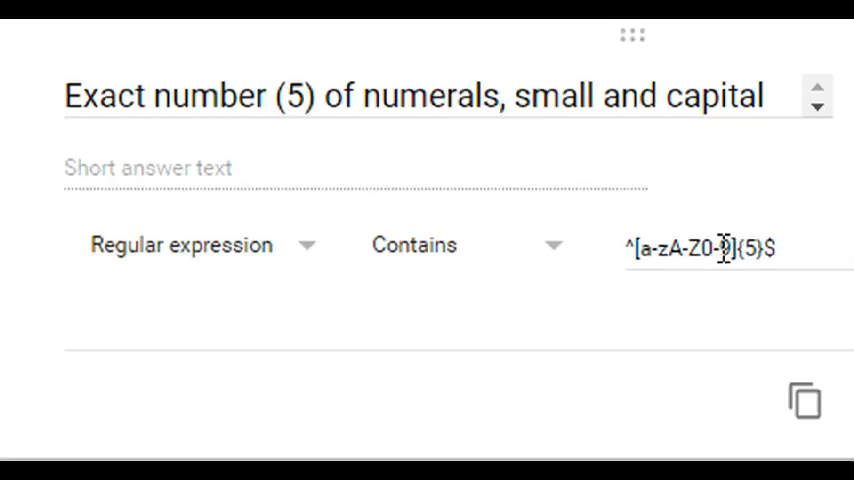 Exact number (5) of numerals, small and capital
Short answer text
Regular expression Contains ^[a-zA-Z0-9]{5}$